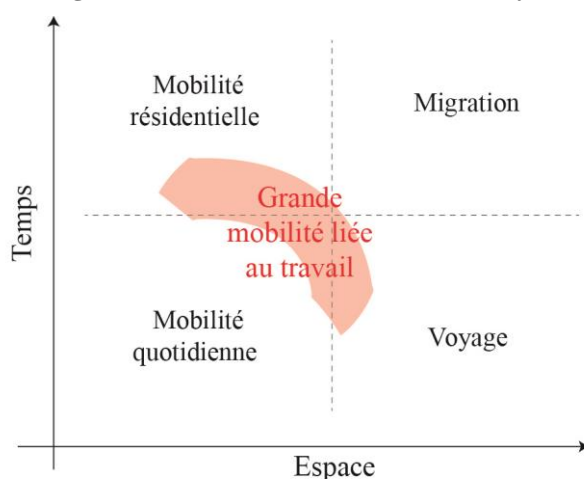 Mobilité
résidentielle
Migration
Grande
mobilité liée
au travail
Temps
Mobilité
quotidienne
Voyage
Espace